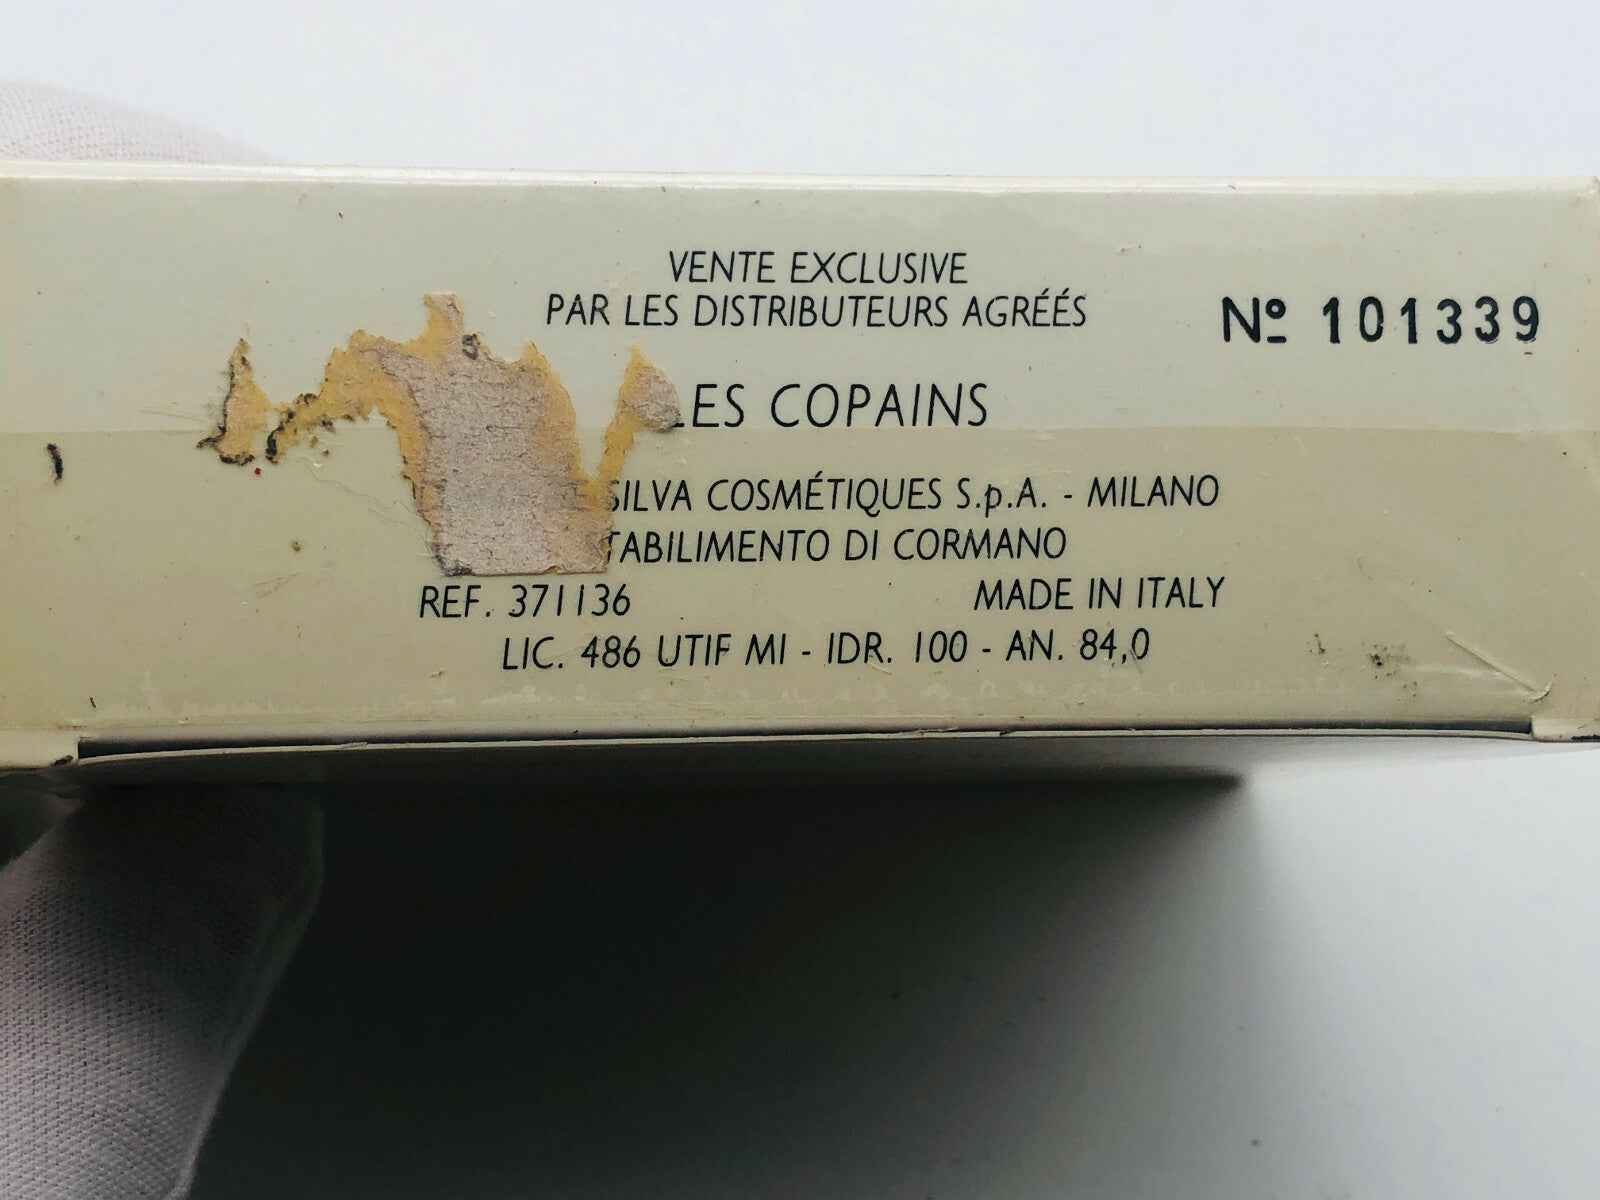 VENTE EXCLUSIVE
PAR LES DISTRIBUTEURS AGRÉÉS
Nº 101339
LES COPAINS
SILVA COSMÉTIQUES S.p.A. - MILANO
TABILIMENTO DI CORMANO
REF. 371136 MADE IN ITALY
LIC. 486 UTIF MI - IDR. 100 - AN. 84,0